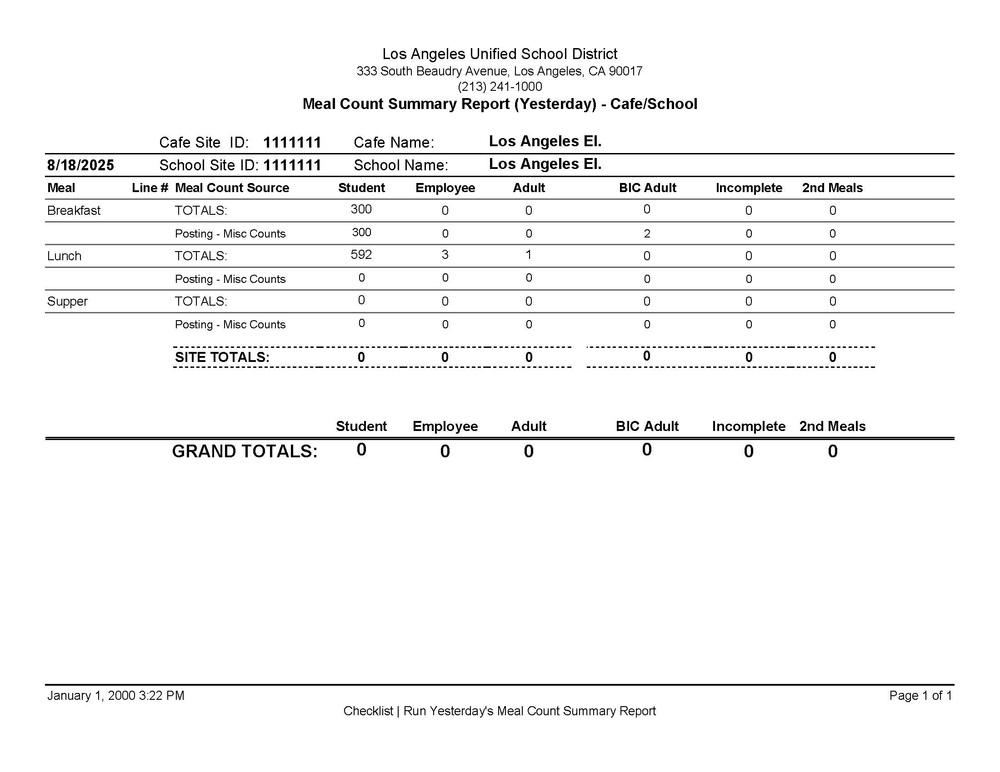 Los Angeles Unified School District
333 South Beaudry Avenue, Los Angeles, CA 90017
(213) 241-1000
Meal Count Summary Report (Yesterday) - Cafe/School
Cafe Site ID: 1111111 Cafe Name: Los Angeles El.
8/18/2025 School Site ID: 1111111 School Name: Los Angeles El.
Meal Line # Meal Count Source Student Employee Adult BIC Adult Incomplete 2nd Meals
Breakfast TOTALS: 300 0 0 0 0 0
Posting - Misc Counts 300 0 0 2 0 0
Lunch TOTALS: 592 3 1 0 0 0
Posting - Misc Counts 0 0 0 0 0 0
Supper TOTALS: 0 0 0 0 0 0
Posting - Misc Counts 0 0 0 0 0 0
SITE TOTALS: 0 0 0 0 0 0
Student Employee Adult BIC Adult Incomplete 2nd Meals
GRAND TOTALS: 0 0 0 0 0 0
January 1, 2000 3:22 PM Page 1 of 1
Checklist | Run Yesterday's Meal Count Summary Report